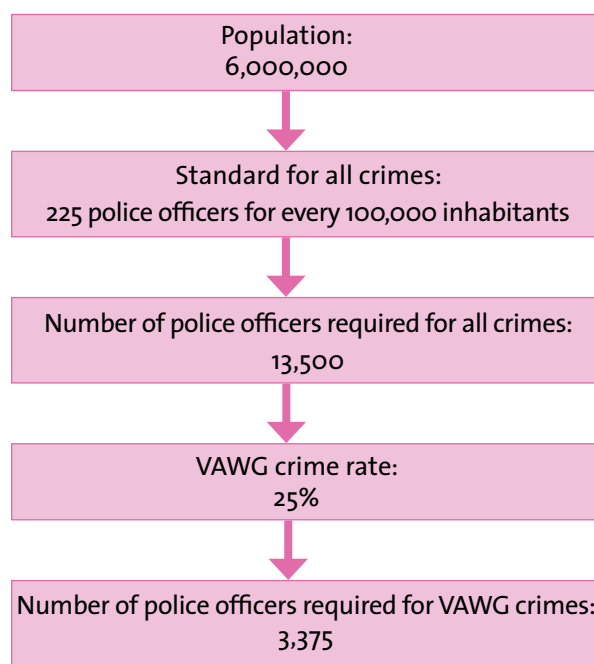 Population:
6,000,000
Standard for all crimes:
225 police officers for every 100,000 inhabitants
Number of police officers required for all crimes:
13,500
VAWG crime rate:
25%
Number of police officers required for VAWG crimes:
3,375